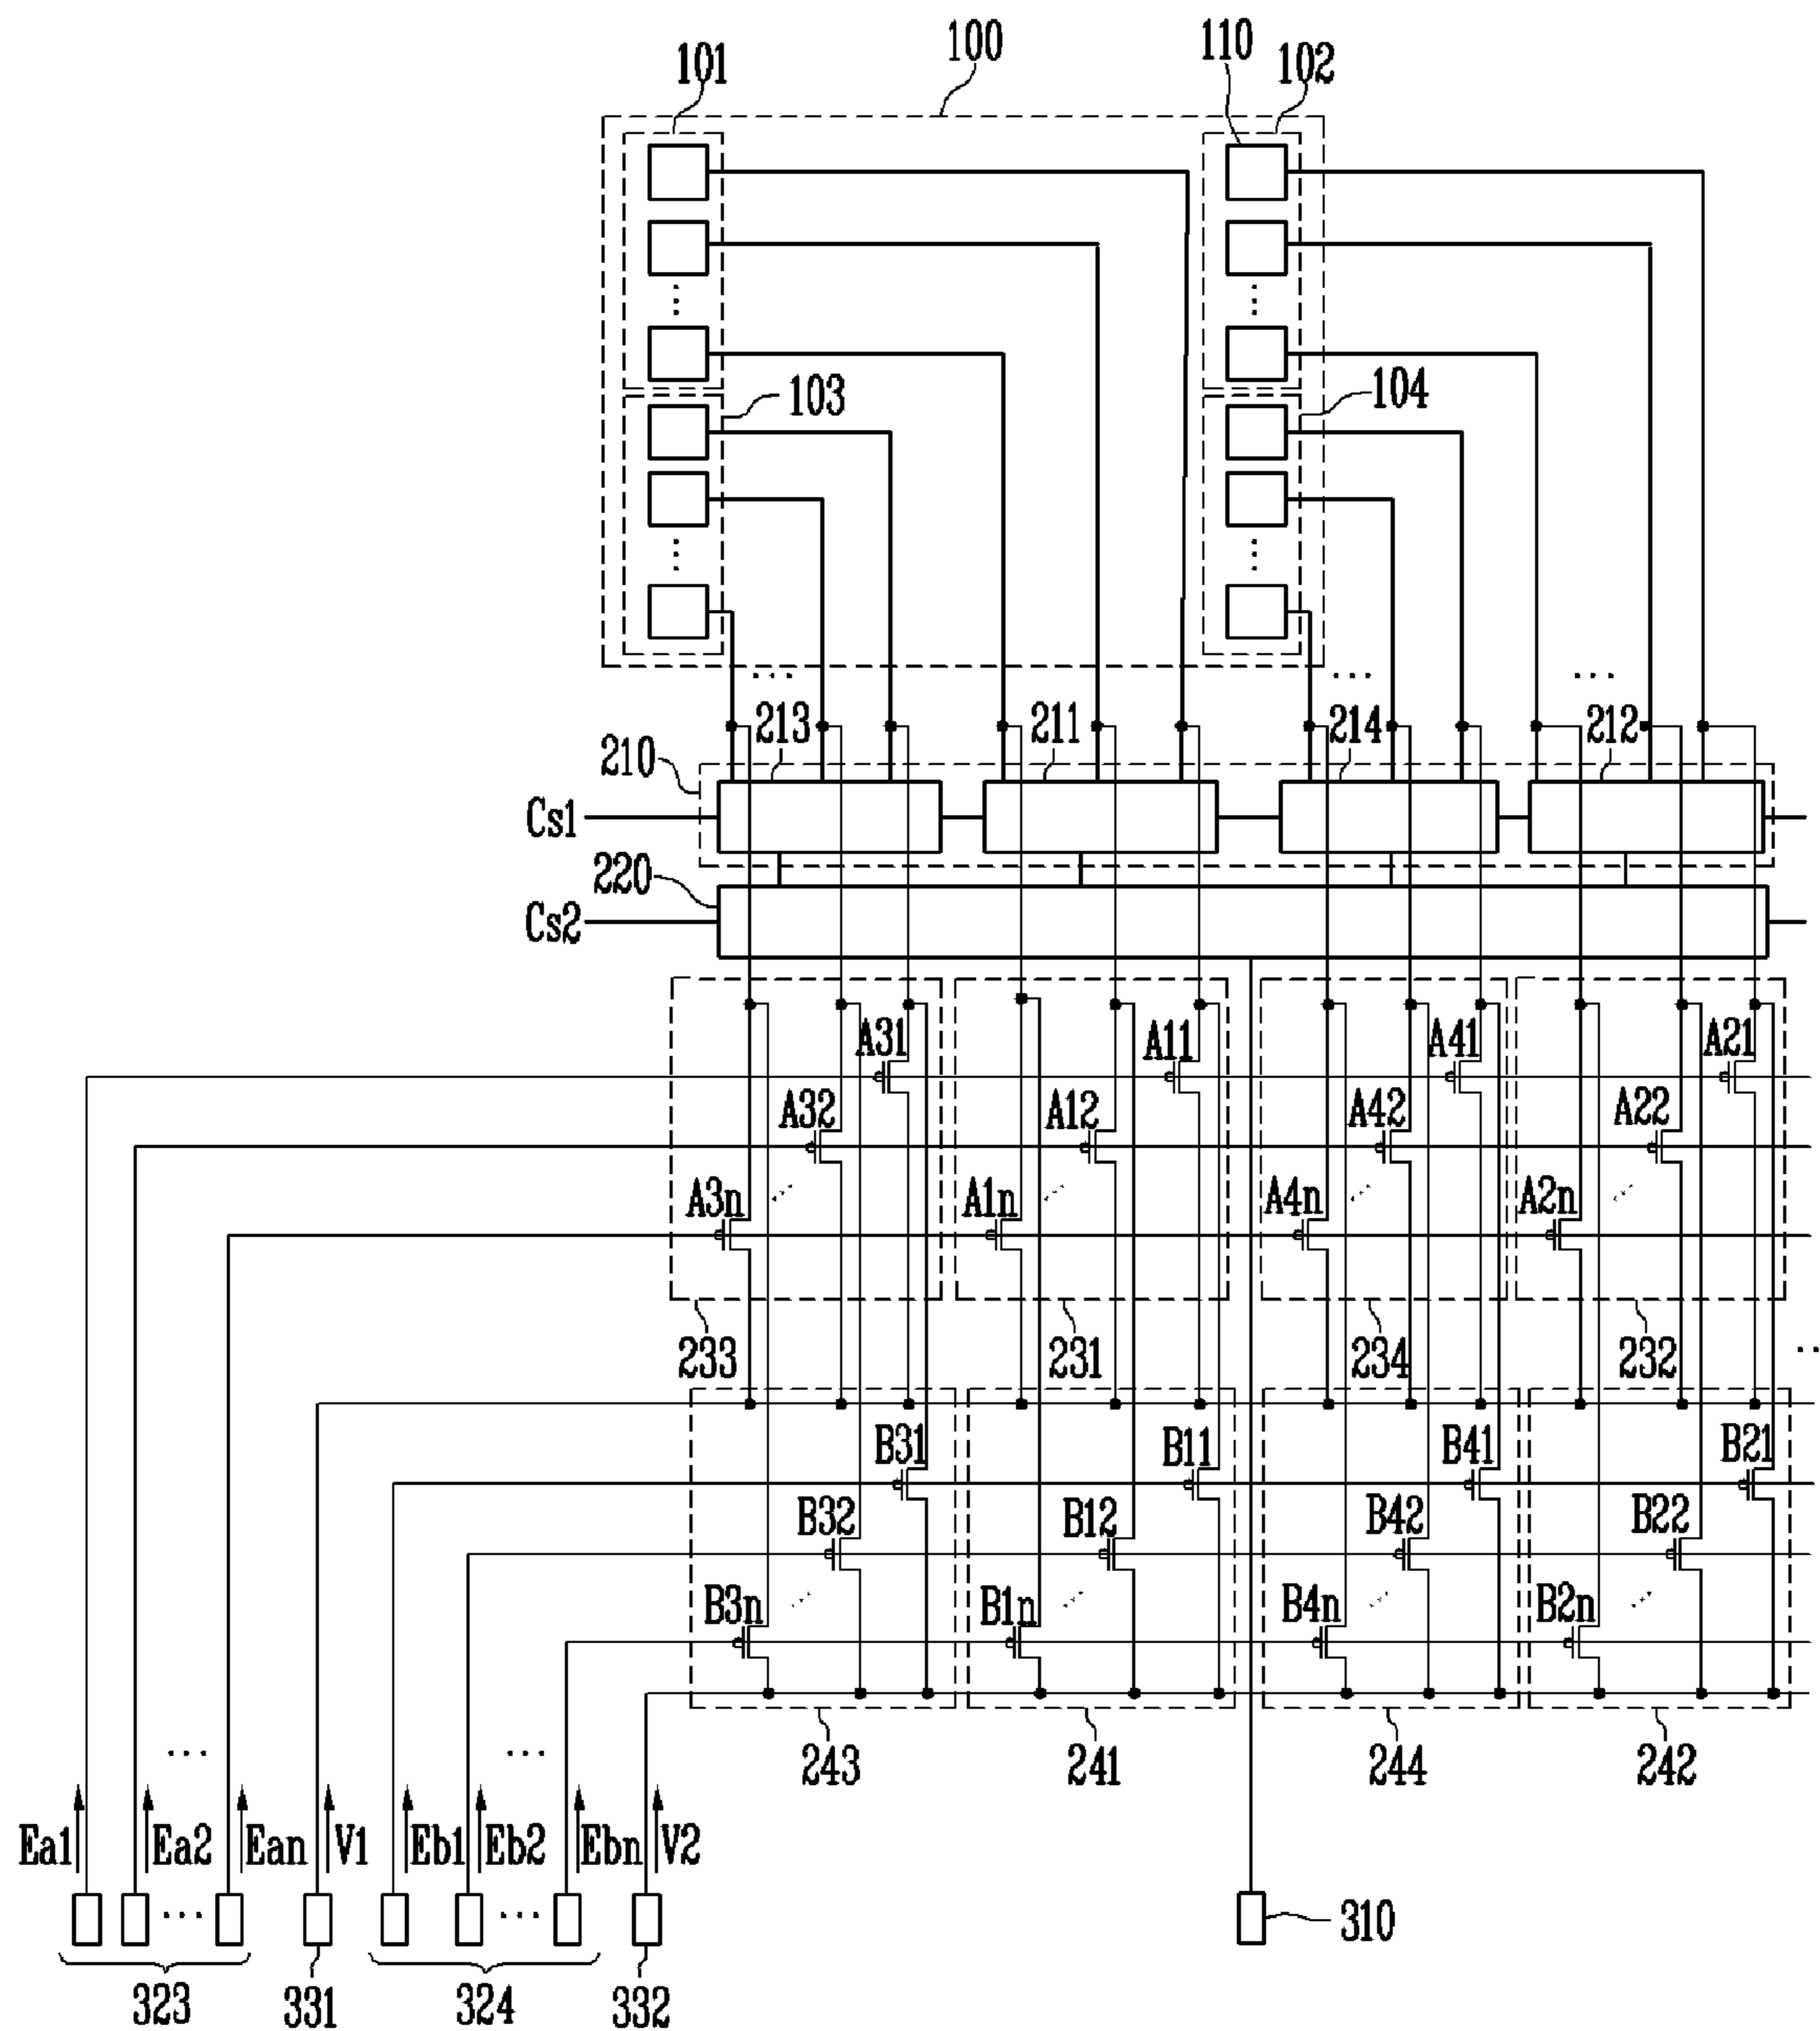 100
110
101
102
103
104
213
211
214
212
210
Cs1
220
Cs2
A31
A11
A41
A21
A32
A12
A42
A22
A3n
A1n
A4n
A2n
233
231
234
232
B31
B11
B41
B21
B32
B12
B42
B22
B3n
B1n
B4n
B2n
243
241
244
242
Ea1
Ea2
Ean
V1
Eb1
Eb2
Ebn
V2
310
323
331
324
332